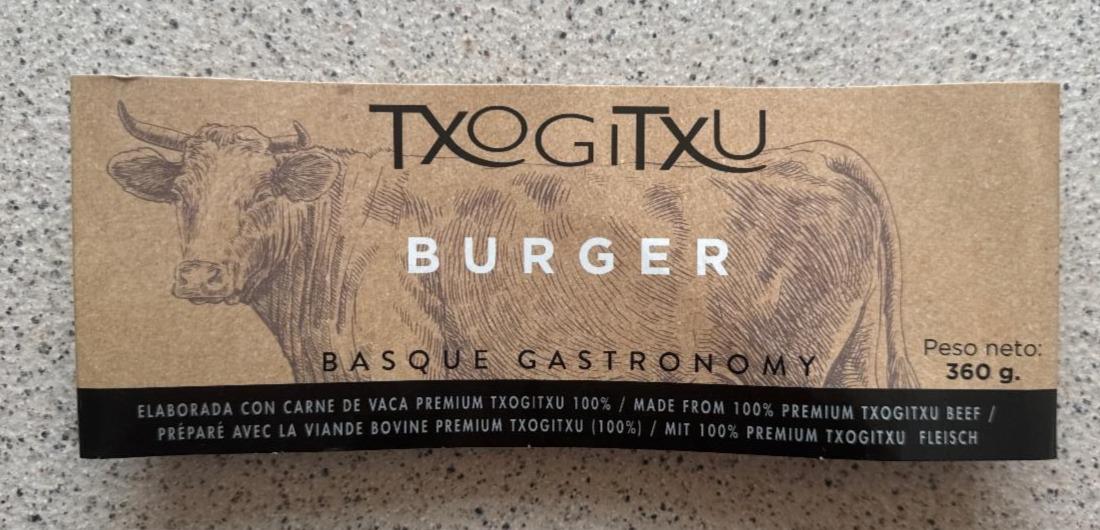 TXOGITXU
BURGER
BASQUE GASTRONOMY
Peso neto:
360 g.
ELABORADA CON CARNE DE VACA PREMIUM TXOGITXU 100% / MADE FROM 100% PREMIUM TXOGITXU BEEF /
PRÉPARÉ AVEC LA VIANDE BOVINE PREMIUM TXOGITXU (100%) / MIT 100% PREMIUM TXOGITXU FLEISCH